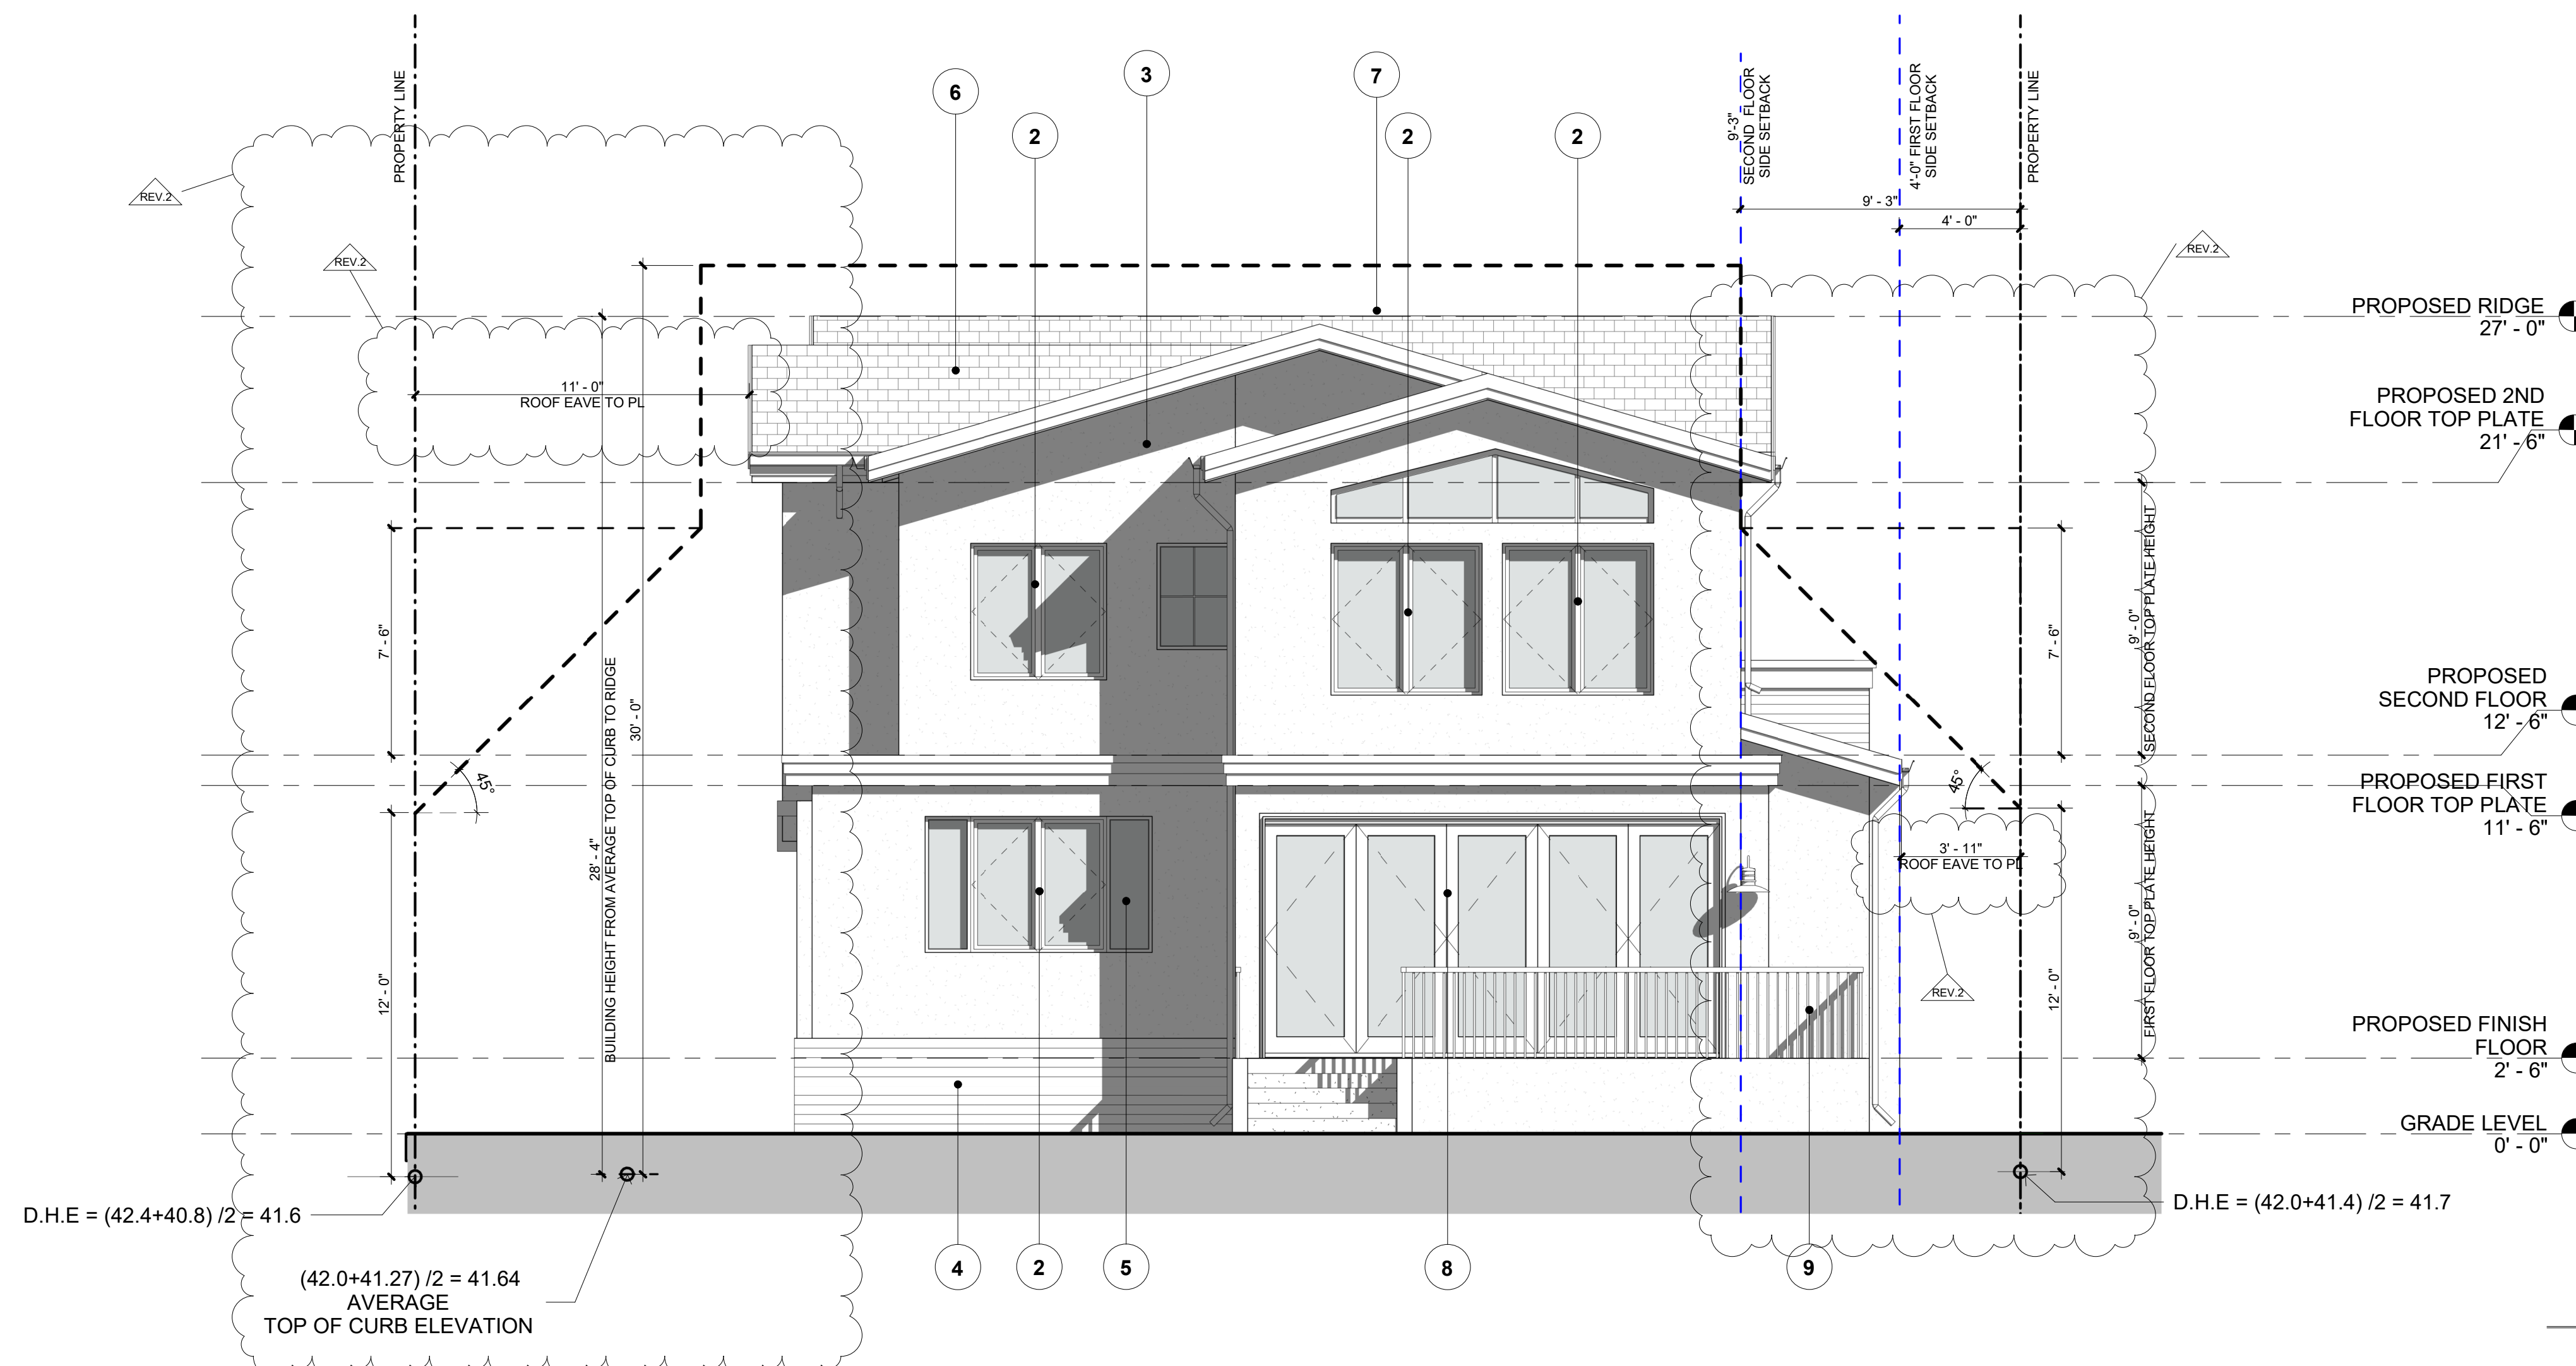 PROPERTY LINE
6
3
7
2
2
2
9'-3"
SECOND FLOOR
SIDE SETBACK
4'-0" FIRST FLOOR
SIDE SETBACK
PROPERTY LINE
REV.2
REV.2
REV.2
9' - 3"
4' - 0"
PROPOSED RIDGE
27' - 0"
PROPOSED 2ND
FLOOR TOP PLATE
21' - 6"
11' - 0"
ROOF EAVE TO PL
7' - 6"
30' - 0"
28' - 4"
BUILDING HEIGHT FROM AVERAGE TOP OF CURB TO RIDGE
45°
12' - 0"
7' - 6"
9' - 0"
SECOND FLOOR TOP PLATE HEIGHT
PROPOSED
SECOND FLOOR
12' - 6"
45°
PROPOSED FIRST
FLOOR TOP PLATE
11' - 6"
3' - 11"
ROOF EAVE TO PL
REV.2
12' - 0"
9' - 0"
FIRST FLOOR TOP PLATE HEIGHT
PROPOSED FINISH
FLOOR
2' - 6"
GRADE LEVEL
0' - 0"
D.H.E = (42.4+40.8) /2 = 41.6
D.H.E = (42.0+41.4) /2 = 41.7
4
2
5
8
9
(42.0+41.27) /2 = 41.64
AVERAGE
TOP OF CURB ELEVATION